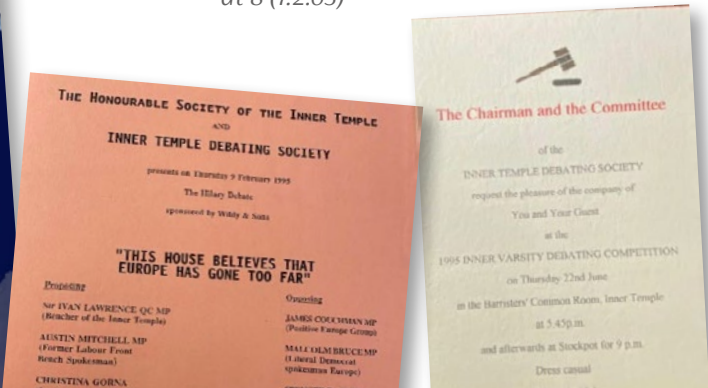 at 8 (1.2.05)
THE HONOURABLE SOCIETY OF THE INNER TEMPLE
AND
INNER TEMPLE DEBATING SOCIETY
presents on Thursday 9 February 1995
The Hilary Debate
sponsored by Wildy & Sons
"THIS HOUSE BELIEVES THAT
EUROPE HAS GONE TOO FAR"
Proposing
Sir IVAN LAWRENCE QC MP
(Bencher of the Inner Temple)
AUSTIN MITCHELL MP
(Former Labour Front
Bench Spokesman)
CHRISTINA GORNA
Opposing
JAMES COUCHMAN MP
(Positive Europe Group)
MALCOLM BRUCE MP
(Liberal Democrat
spokesman Europe)
The Chairman and the Committee
of the
INNER TEMPLE DEBATING SOCIETY
request the pleasure of the company of
You and Your Guest
at the
1995 INNER VARSITY DEBATING COMPETITION
on Thursday 22nd June
in the Barristers' Common Room, Inner Temple
at 5.45p.m.
and afterwards at Stockpot for 9 p.m.
Dress casual